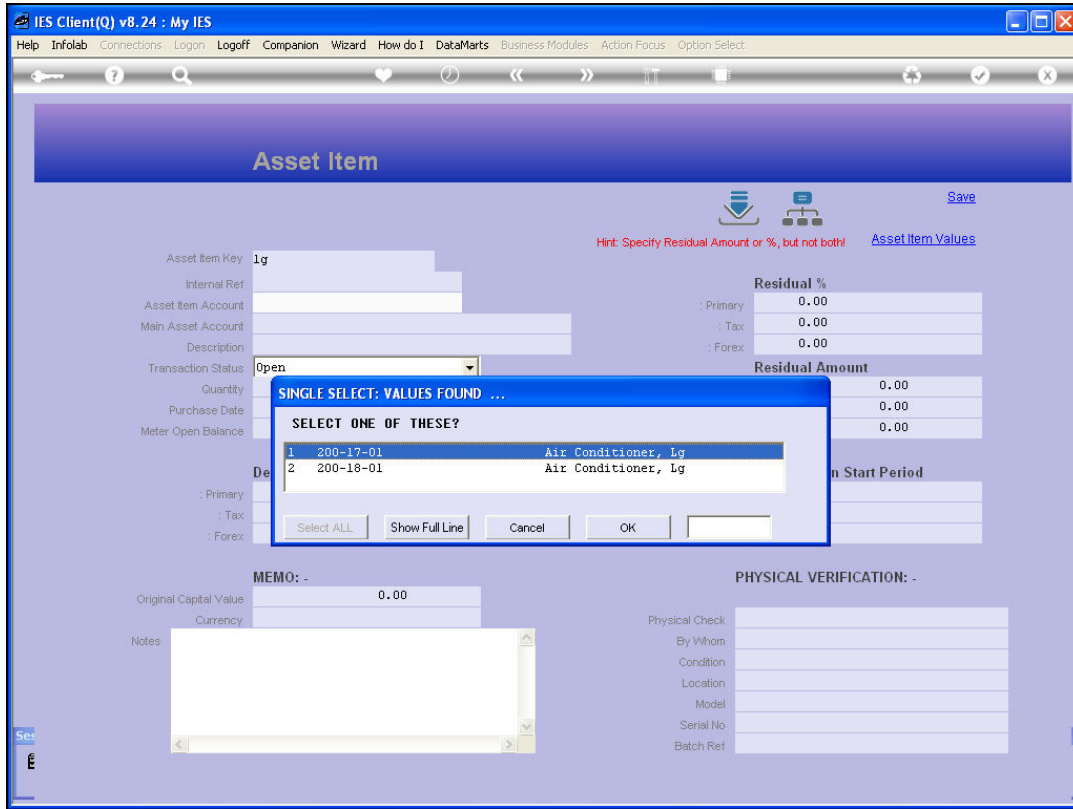 IES Client(Q) v8.24 : My IES
Help Infolab Connections Logon Logoff Companion Wizard How do I DataMarts Business Modules Action Focus Option Select
Asset Item
Save
Hint: Specify Residual Amount or %, but not both!
Asset Item Values
Asset Item Key lg
Internal Ref
Residual %
Asset Item Account
: Primary 0.00
Main Asset Account
: Tax 0.00
Description
: Forex 0.00
Transaction Status Open
Residual Amount
Quantity
0.00
Purchase Date
0.00
Meter Open Balance
0.00
SINGLE SELECT: VALUES FOUND ...
SELECT ONE OF THESE?
1 200-17-01 Air Conditioner, Lg
2 200-18-01 Air Conditioner, Lg
Select ALL Show Full Line Cancel OK
De
n Start Period
: Primary
: Tax
: Forex
MEMO: -
PHYSICAL VERIFICATION: -
Original Capital Value 0.00
Currency
Notes
Physical Check
By Whom
Condition
Location
Model
Serial No
Batch Ref
Ses